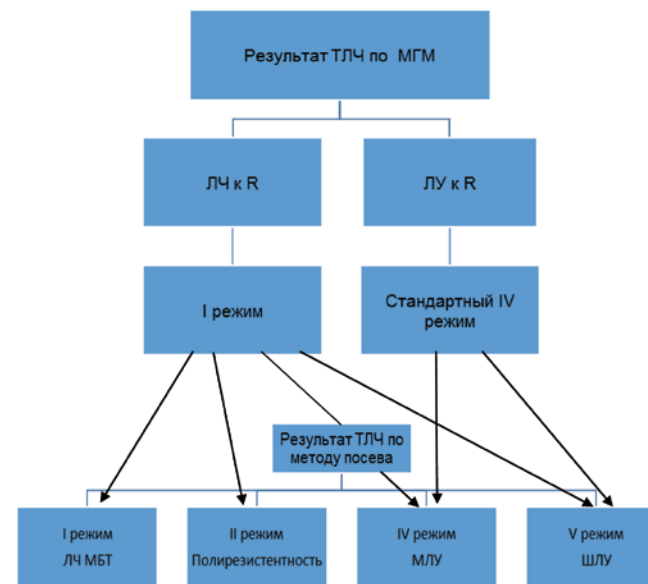 Результат ТЛЧ по МГМ
ЛЧ к R
ЛУ к R
I режим
Стандартный IV
режим
Результат ТЛЧ по
методу посева
I режим
ЛЧ МБТ
II режим
Полирезистентность
IV режим
МЛУ
V режим
ШЛУ